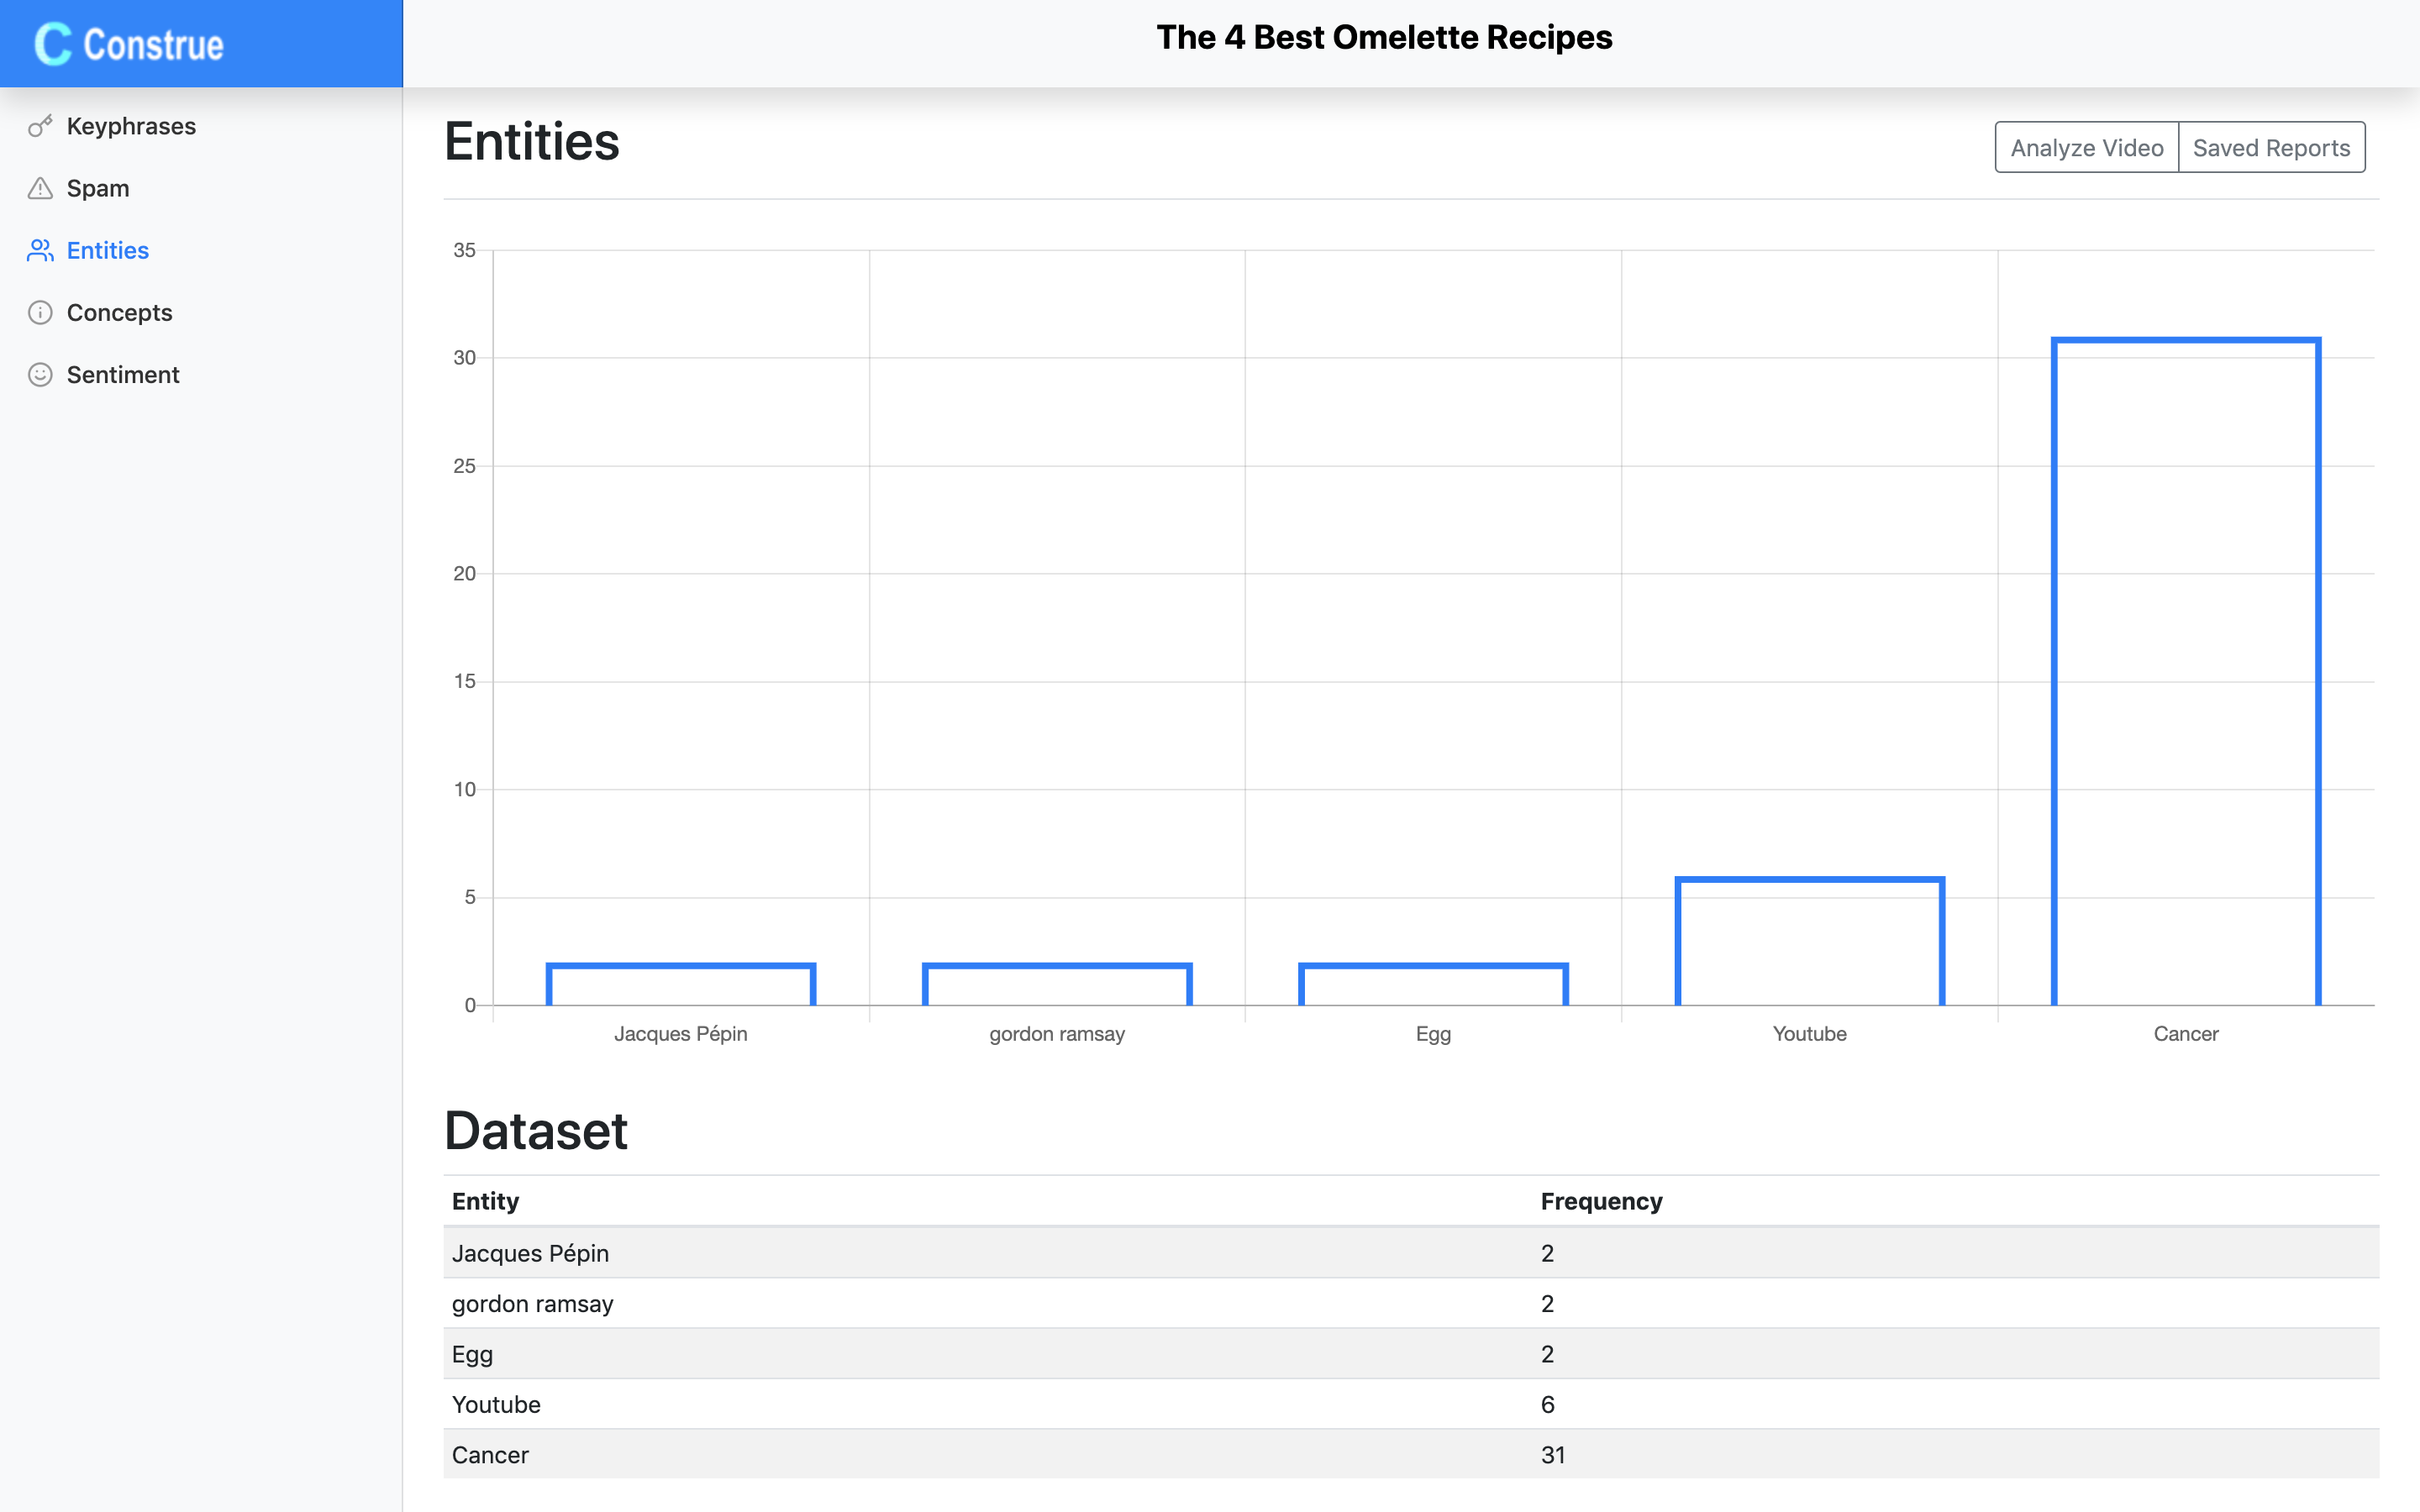 C Construe
The 4 Best Omelette Recipes
Keyphrases
Spam
Entities
Concepts
Sentiment
Entities
Analyze Video Saved Reports
35
30
25
20
15
10
5
0
Jacques Pépin gordon ramsay Egg Youtube Cancer
Dataset
Entity Frequency
Jacques Pépin 2
gordon ramsay 2
Egg 2
Youtube 6
Cancer 31